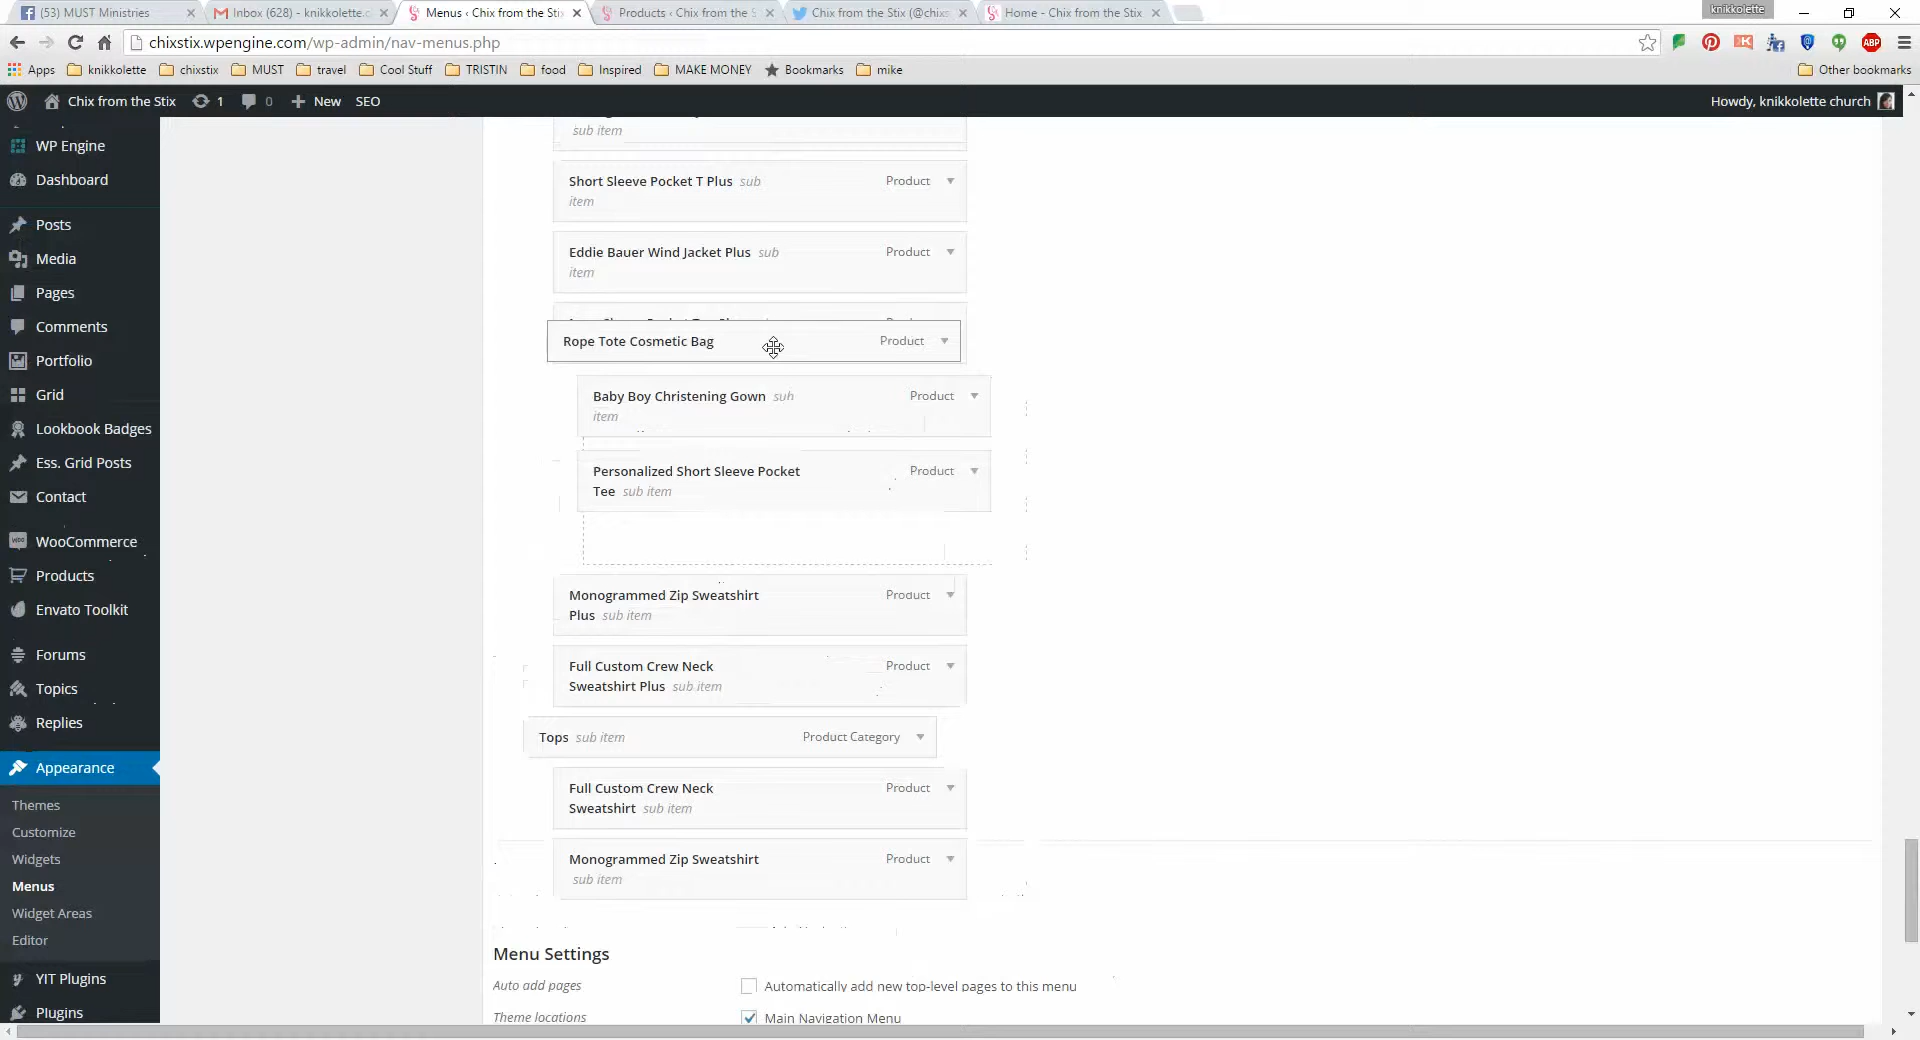 (53) MUST Ministries
Inbox (628) - knikkolette.c
Menus ‹ Chix from the Stix
Products ‹ Chix from the S
Chix from the Stix (@chixs
Home - Chix from the Stix
knikkolette
chixstix.wpengine.com/wp-admin/nav-menus.php
ABP
Apps
knikkolette
chixstix
MUST
travel
Cool Stuff
TRISTIN
food
Inspired
MAKE MONEY
Bookmarks
mike
Other bookmarks
Chix from the Stix
1
0
New
SEO
Howdy, knikkolette church
WP Engine
Dashboard
Posts
Media
Pages
Comments
Portfolio
Grid
Lookbook Badges
Ess. Grid Posts
Contact
WooCommerce
Products
Envato Toolkit
Forums
Topics
Replies
Appearance
Themes
Customize
Widgets
Menus
Widget Areas
Editor
YIT Plugins
Plugins
sub item
Short Sleeve Pocket T Plus sub
item
Product
Eddie Bauer Wind Jacket Plus sub
item
Product
Rope Tote Cosmetic Bag
Product
Baby Boy Christening Gown sub
item
Product
Personalized Short Sleeve Pocket
Tee sub item
Product
Monogrammed Zip Sweatshirt
Plus sub item
Product
Full Custom Crew Neck
Sweatshirt Plus sub item
Product
Tops sub item
Product Category
Full Custom Crew Neck
Sweatshirt sub item
Product
Monogrammed Zip Sweatshirt
sub item
Product
Menu Settings
Auto add pages
Automatically add new top-level pages to this menu
Theme locations
Main Navigation Menu